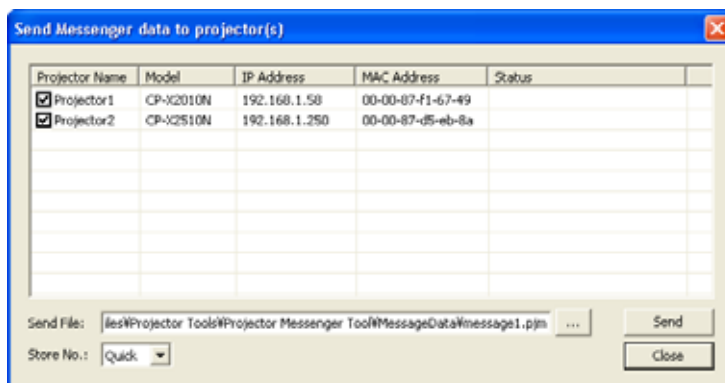 Send Messenger data to projector(s)
Projector Name Model IP Address MAC Address Status
Projector1 CP-X2010N 192.168.1.58 00-00-87-f1-67-49
Projector2 CP-X2510N 192.168.1.250 00-00-87-d5-eb-8a
Send File: iles¥Projector Tools¥Projector Messenger Tool¥MessageData¥message1.pjm ... Send
Store No.: Quick Close